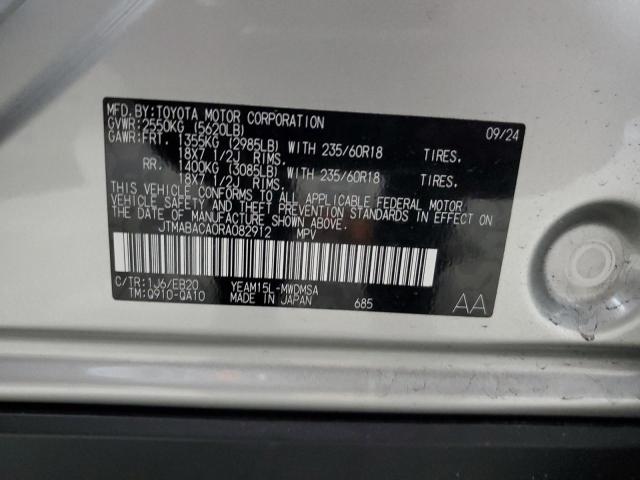 MFD. BY: TOYOTA MOTOR CORPORATION 09/24
GVWR: 2550KG (5620LB)
GAWR: FRT. 1355KG (2985LB) WITH 235/60R18 TIRES.
18X7 1/2J RIMS.
RR. 1400KG (3085LB) WITH 235/60R18 TIRES.
18X7 1/2J RIMS.
THIS VEHICLE CONFORMS TO ALL APPLICABLE FEDERAL MOTOR
VEHICLE SAFETY AND THEFT PREVENTION STANDARDS IN EFFECT
ON THE DATE OF MANUFACTURE SHOWN ABOVE.
JTMABACA0RA082912 MPV
C/TR: 1J6/EB20 YEAM15L-MWDMSA
TM: Q910-QA10 MADE IN JAPAN 685 AA